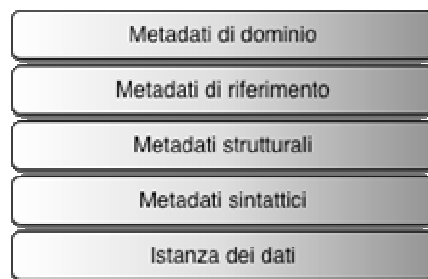 Metadati di dominio
Metadati di riferimento
Metadati strutturali
Metadati sintattici
Istanza dei dati